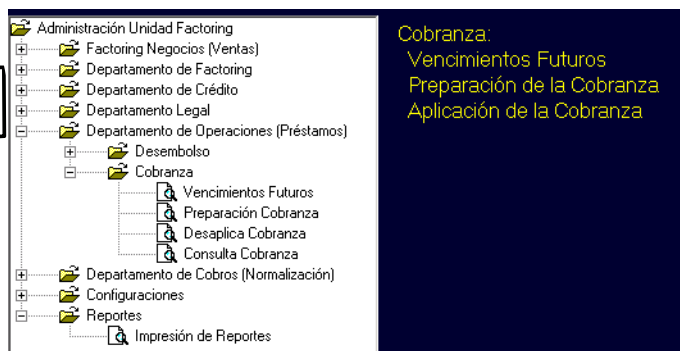 Administración Unidad Factoring
Factoring Negocios (Ventas)
Departamento de Factoring
Departamento de Crédito
Departamento Legal
Departamento de Operaciones (Préstamos)
Desembolso
Cobranza
Vencimientos Futuros
Preparación Cobranza
Desaplica Cobranza
Consulta Cobranza
Departamento de Cobros (Normalización)
Configuraciones
Reportes
Impresión de Reportes
Cobranza:
Vencimientos Futuros
Preparación de la Cobranza
Aplicación de la Cobranza